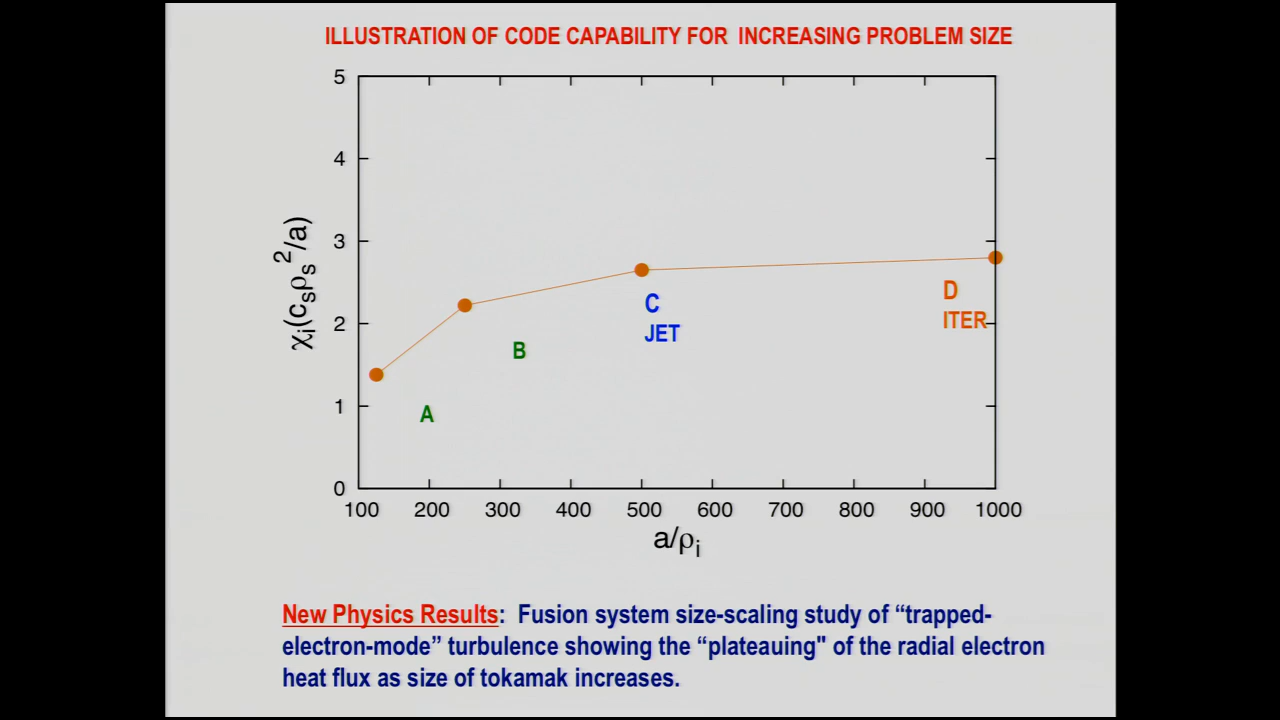 ILLUSTRATION OF CODE CAPABILITY FOR INCREASING PROBLEM SIZE
5
4
3
2
1
0
χi(csρs²/a)
A
B
C
JET
D
ITER
100 200 300 400 500 600 700 800 900 1000
a/ρi
New Physics Results: Fusion system size-scaling study of “trapped-
electron-mode” turbulence showing the “plateauing" of the radial electron
heat flux as size of tokamak increases.